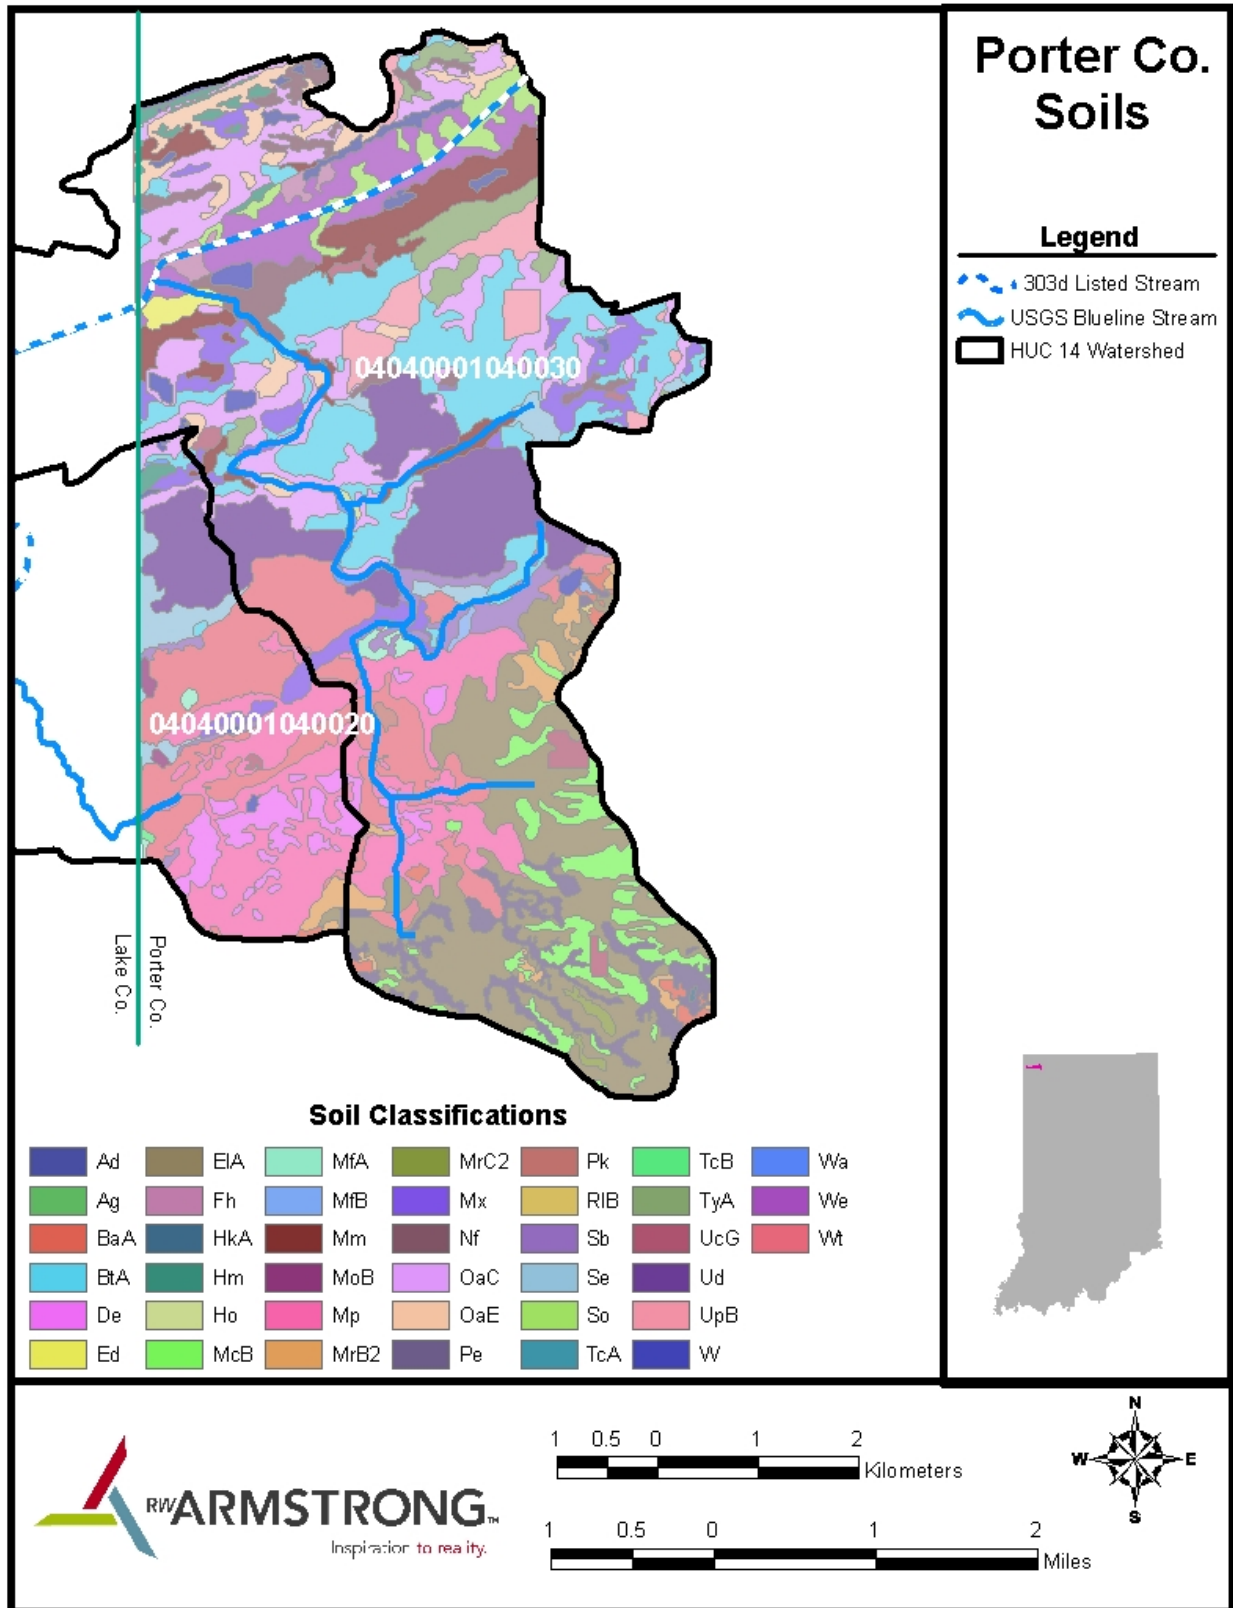 Porter Co.
Soils
Legend
303d Listed Stream
USGS Blueline Stream
HUC 14 Watershed
04040001040030
04040001040020
Porter Co.
Lake Co.
Soil Classifications
Ad ElA MfA MrC2 Pk TcB Wa
Ag Fh MfB Mx RlB TyA We
BaA HkA Mm Nf Sb UcG Wt
BtA Hm MoB OaC Se Ud
De Ho Mp OaE So UpB
Ed McB MrB2 Pe TcA W
RWARMSTRONG™
Inspiration to reality.
1 0.5 0 1 2
Kilometers
1 0.5 0 1 2
Miles
N
W E
S